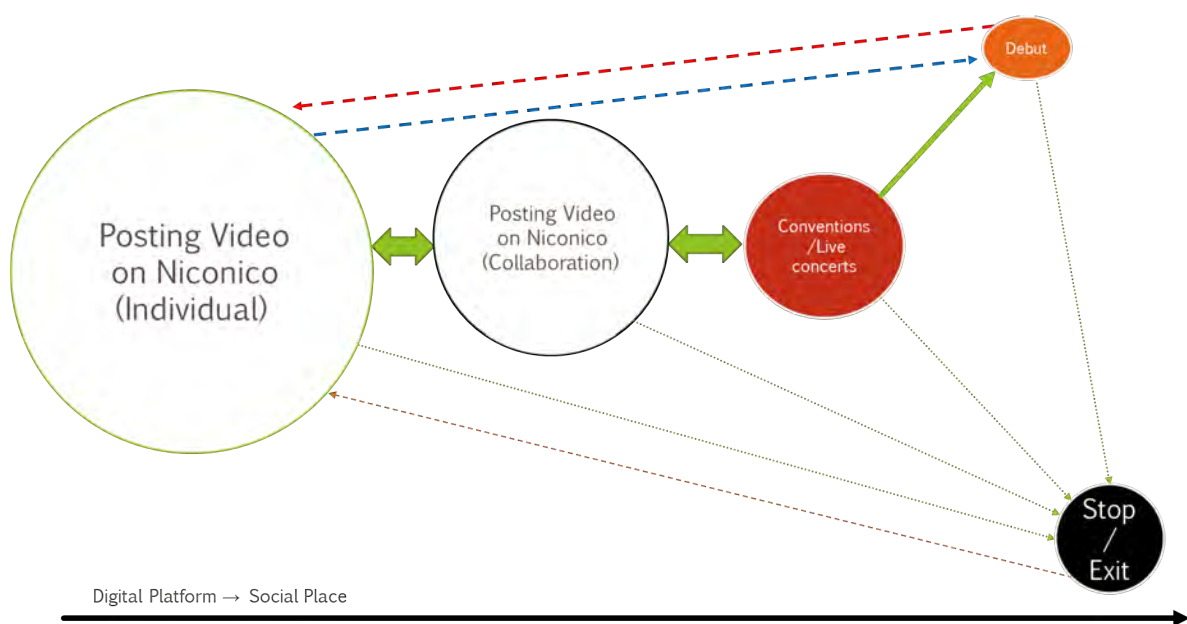 Debut
Posting Video
on Niconico
(Individual)
Posting Video
on Niconico
(Collaboration)
Conventions
/Live
concerts
Stop
/
Exit
Digital Platform → Social Place